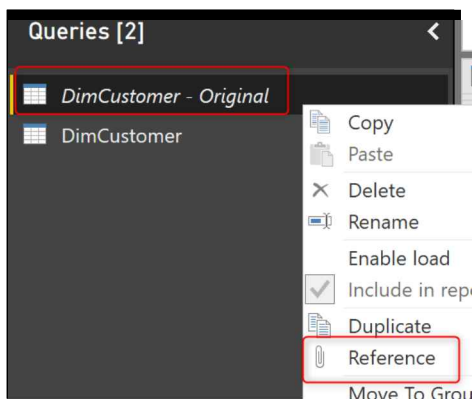 Queries [2]
DimCustomer - Original
DimCustomer
Copy
Paste
Delete
Rename
Enable load
Include in repo
Duplicate
Reference
Move To Grou